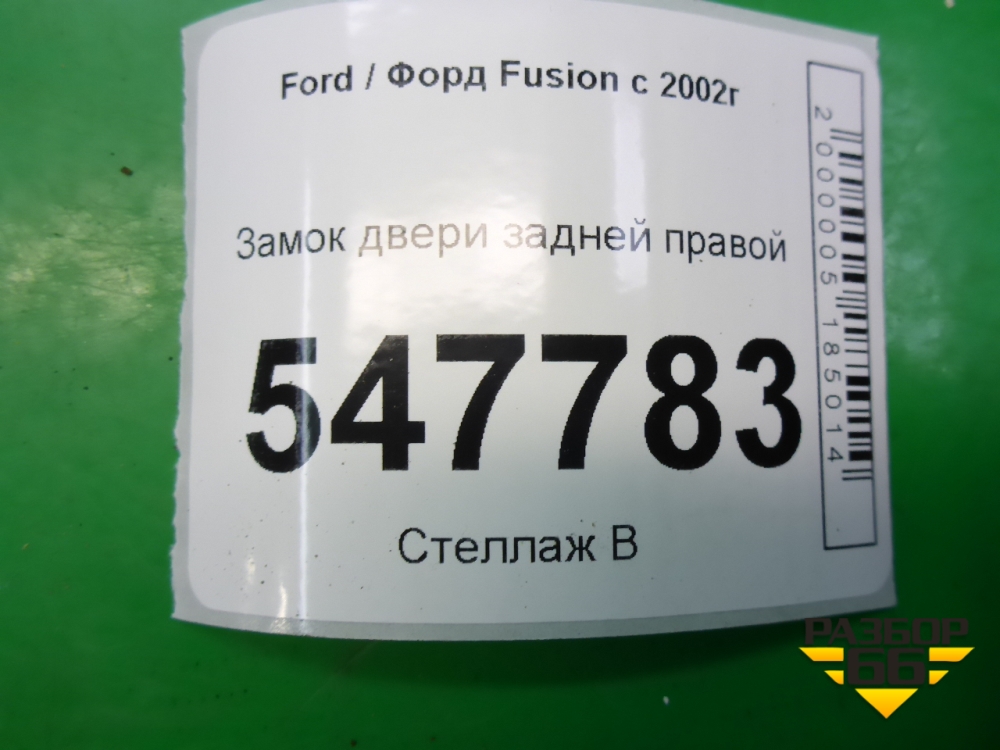 Ford / Форд Fusion с 2002г
Замок двери задней правой
547783
Стеллаж В
2000005185014
РАЗБОР
66